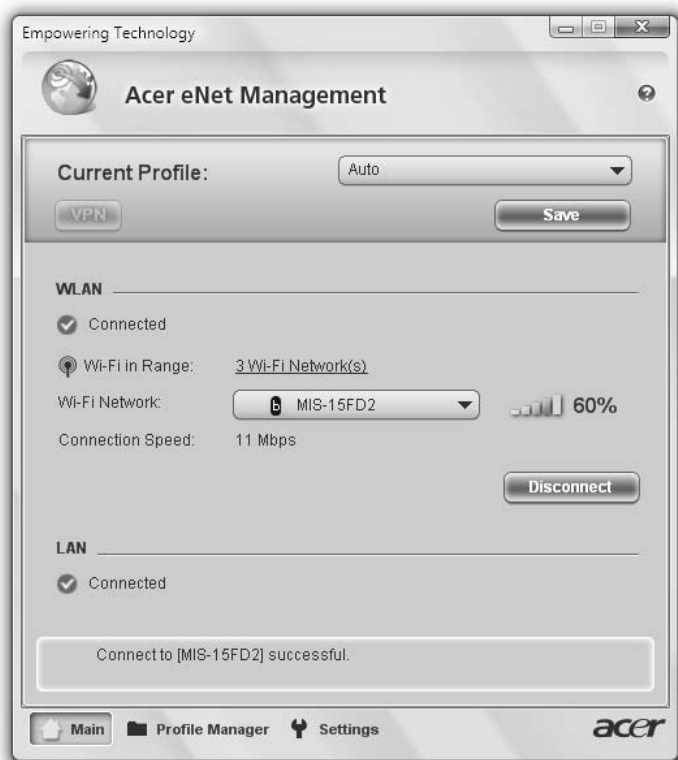 Empowering Technology
Acer eNet Management
Current Profile: Auto
VPN Save
WLAN
Connected
Wi-Fi in Range: 3 Wi-Fi Network(s)
Wi-Fi Network: b MIS-15FD2 60%
Connection Speed: 11 Mbps
Disconnect
LAN
Connected
Connect to [MIS-15FD2] successful.
Main Profile Manager Settings acer